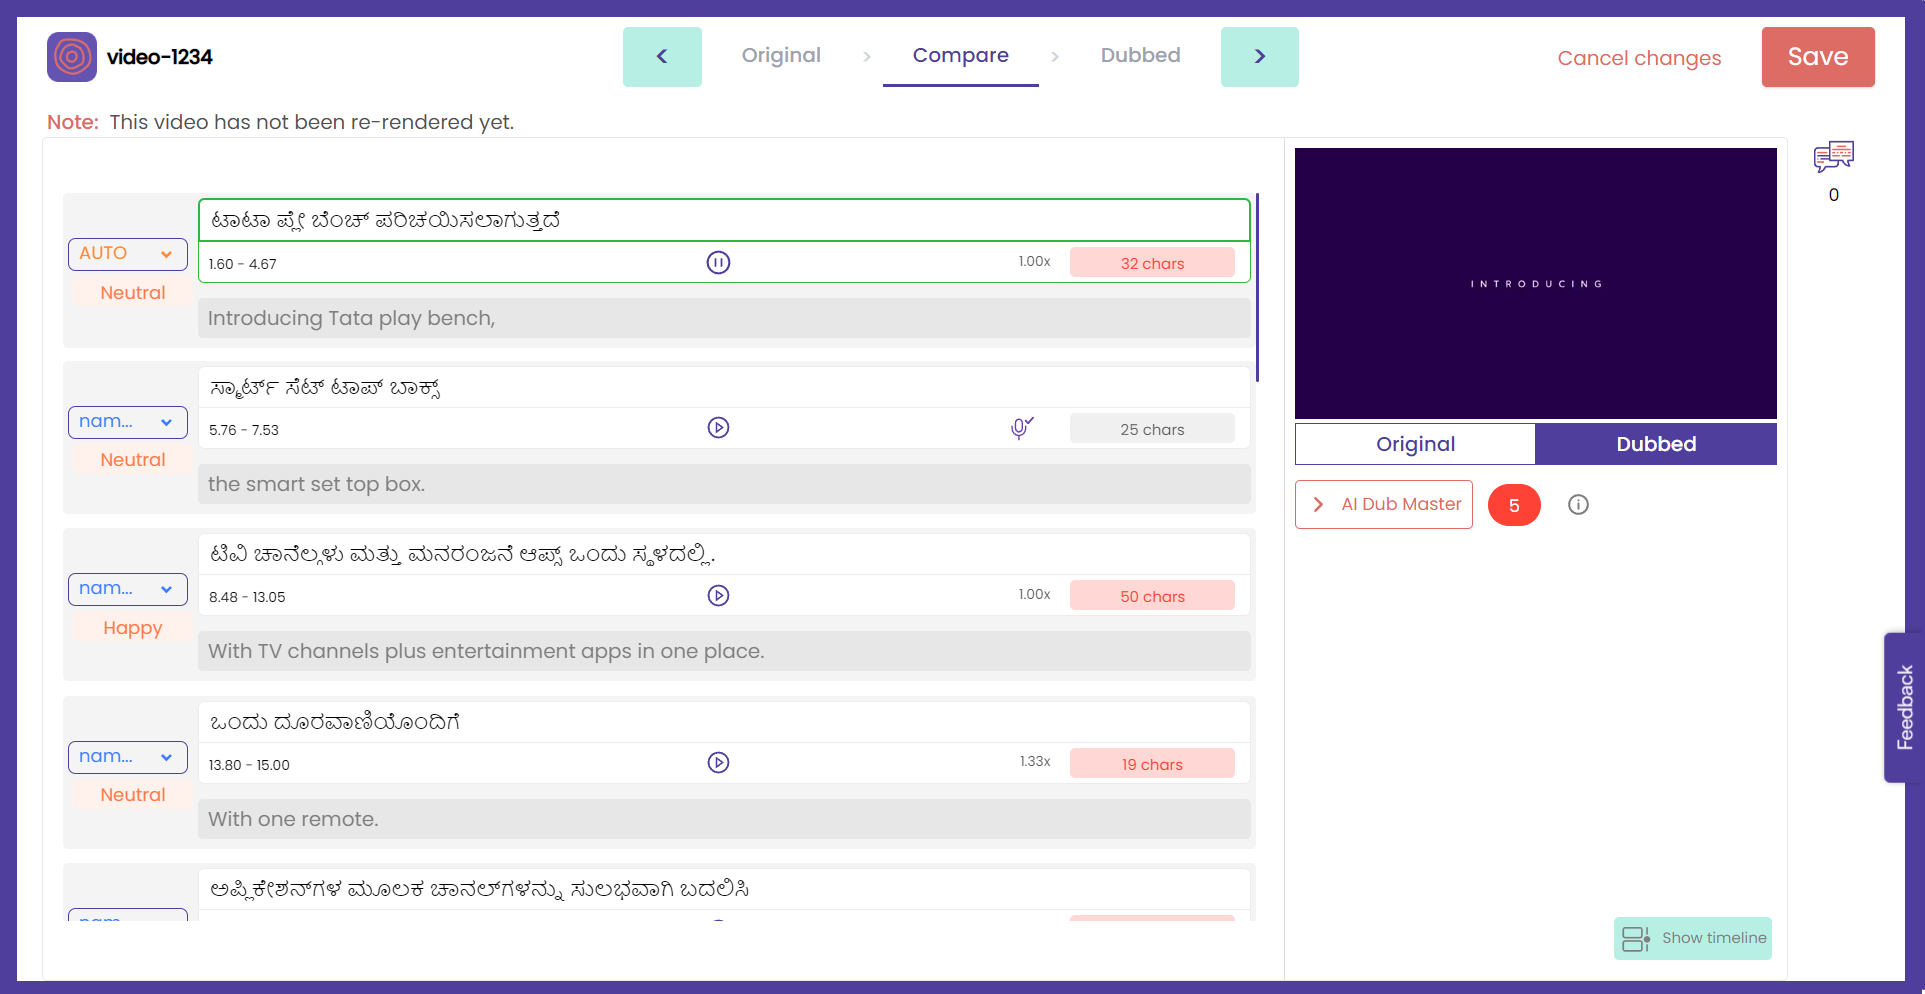 video-1234
Original
Compare
Dubbed
Cancel changes
Save
Note: This video has not been re-rendered yet.
AUTO
Neutral
ಟಾಟಾ ಪ್ಲೇ ಬೆಂಚ್ ಪರಿಚಯಿಸಲಾಗುತ್ತದೆ
1.60 - 4.67
1.00x
32 chars
Introducing Tata play bench,
nam...
Neutral
ಸ್ಮಾರ್ಟ್ ಸೆಟ್ ಟಾಪ್ ಬಾಕ್ಸ್
5.76 - 7.53
25 chars
the smart set top box.
nam...
Happy
ಟಿವಿ ಚಾನೆಲ್ಗಳು ಮತ್ತು ಮನರಂಜನೆ ಆಪ್ಸ್ ಒಂದು ಸ್ಥಳದಲ್ಲಿ.
8.48 - 13.05
1.00x
50 chars
With TV channels plus entertainment apps in one place.
nam...
Neutral
ಒಂದು ದೂರವಾಣಿಯೊಂದಿಗೆ
13.80 - 15.00
1.33x
19 chars
With one remote.
ಅಪ್ಲಿಕೇಶನ್‌ಗಳ ಮೂಲಕ ಚಾನಲ್‌ಗಳನ್ನು ಸುಲಭವಾಗಿ ಬದಲಿಸಿ
INTRODUCING
Original
Dubbed
AI Dub Master
5
0
Feedback
Show timeline